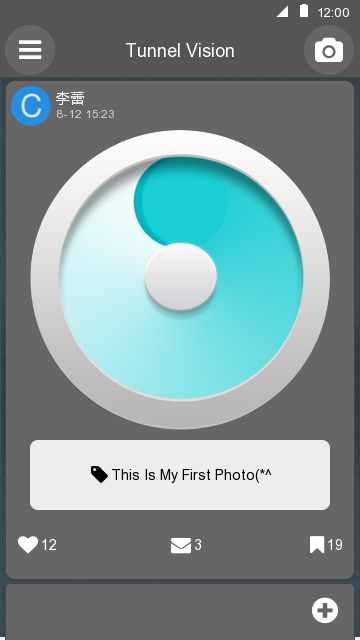 12:00
Tunnel Vision
C
李蕾
8-12 15:23
This Is My First Photo(*^
12
3
19